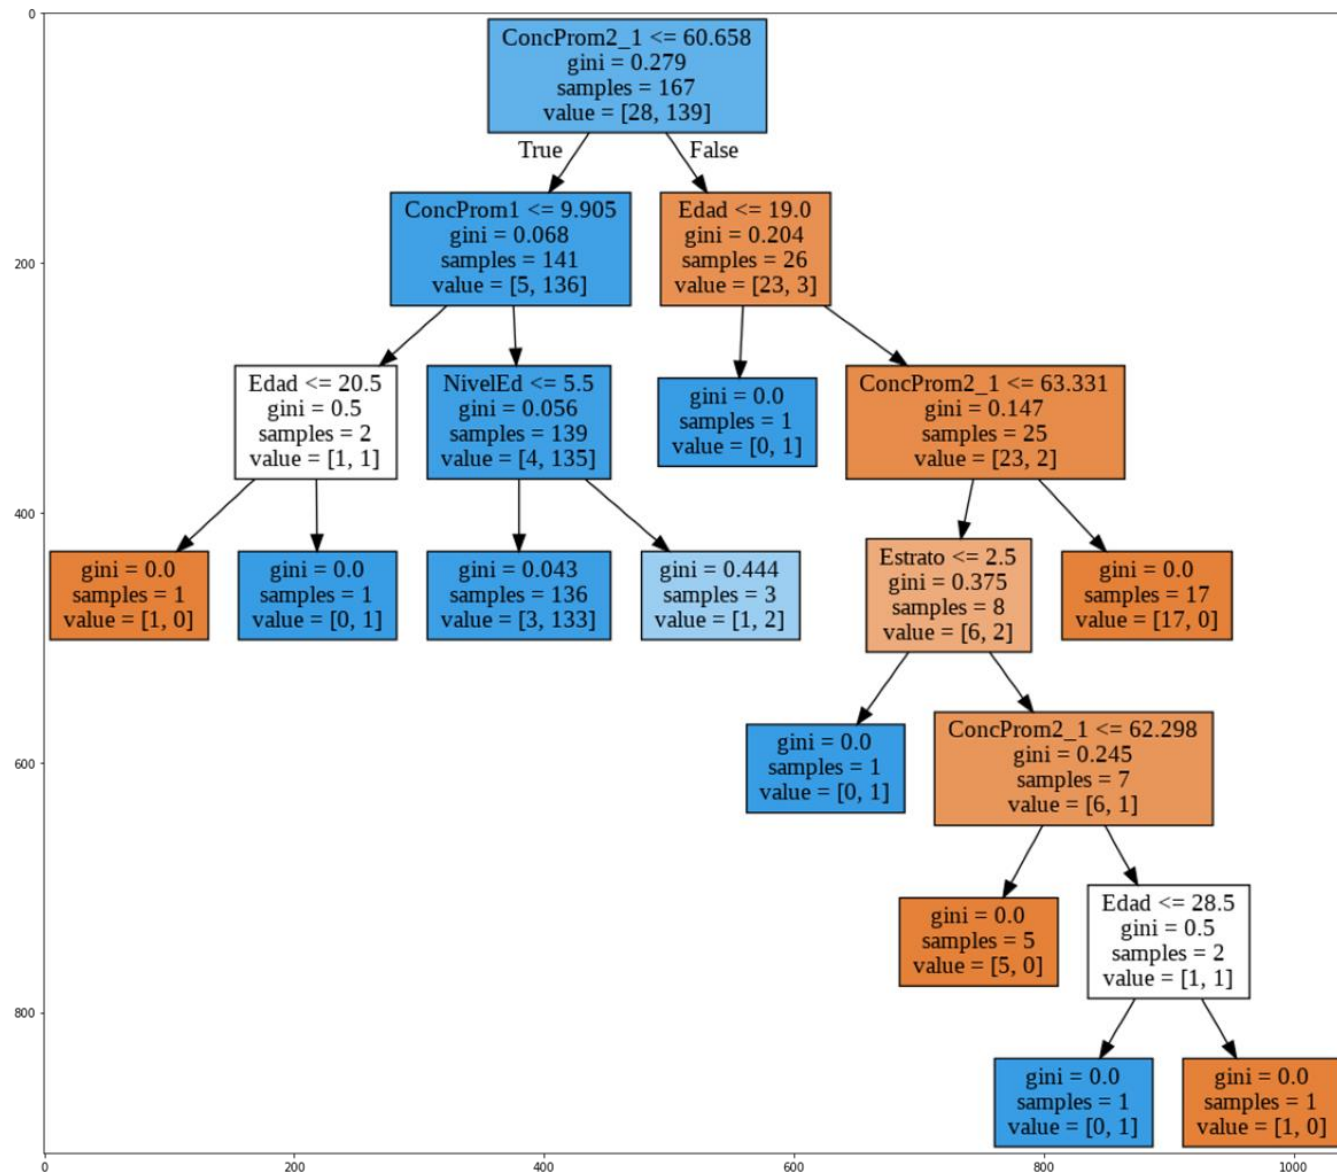 0
ConcProm2_1 <= 60.658
gini = 0.279
samples = 167
value = [28, 139]
True
False
ConcProm1 <= 9.905
gini = 0.068
samples = 141
value = [5, 136]
Edad <= 19.0
gini = 0.204
samples = 26
value = [23, 3]
200
Edad <= 20.5
gini = 0.5
samples = 2
value = [1, 1]
NivelEd <= 5.5
gini = 0.056
samples = 139
value = [4, 135]
gini = 0.0
samples = 1
value = [0, 1]
ConcProm2_1 <= 63.331
gini = 0.147
samples = 25
value = [23, 2]
400
gini = 0.0
samples = 1
value = [1, 0]
gini = 0.0
samples = 1
value = [0, 1]
gini = 0.043
samples = 136
value = [3, 133]
gini = 0.444
samples = 3
value = [1, 2]
Estrato <= 2.5
gini = 0.375
samples = 8
value = [6, 2]
gini = 0.0
samples = 17
value = [17, 0]
600
gini = 0.0
samples = 1
value = [0, 1]
ConcProm2_1 <= 62.298
gini = 0.245
samples = 7
value = [6, 1]
gini = 0.0
samples = 5
value = [5, 0]
Edad <= 28.5
gini = 0.5
samples = 2
value = [1, 1]
800
gini = 0.0
samples = 1
value = [0, 1]
gini = 0.0
samples = 1
value = [1, 0]
0
200
400
600
800
1000